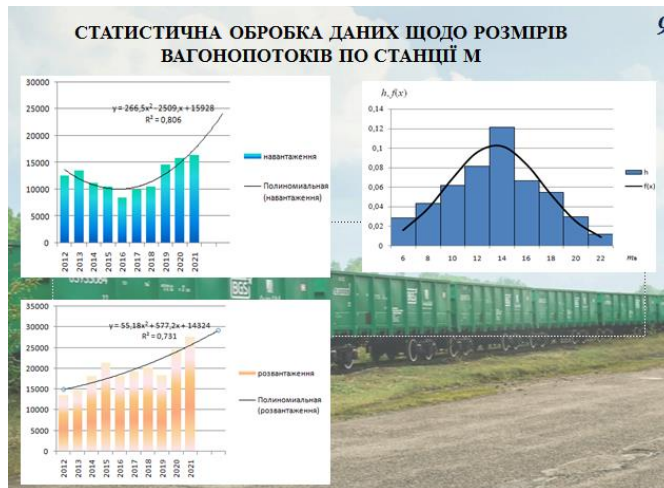 СТАТИСТИЧНА ОБРОБКА ДАНИХ ЩОДО РОЗМІРІВ
ВАГОНОПОТОКІВ ПО СТАНЦІЇ М
9
30000
25000
20000
15000
10000
5000
0
y = 266,5x² - 2509,x + 15928
R² = 0,806
навантаження
Полиномиальная
(навантаження)
2012 2013 2014 2015 2016 2017 2018 2019 2020 2021
h, f(x)
0,14
0,12
0,1
0,08
0,06
0,04
0,02
0
6 8 10 12 14 16 18 20 22
h
f(x)
35000
30000
25000
20000
15000
10000
5000
0
y = 55,18x² + 577,2x + 14324
R² = 0,731
розвантаження
Полиномиальная
(розвантаження)
2012 2013 2014 2015 2016 2017 2018 2019 2020 2021